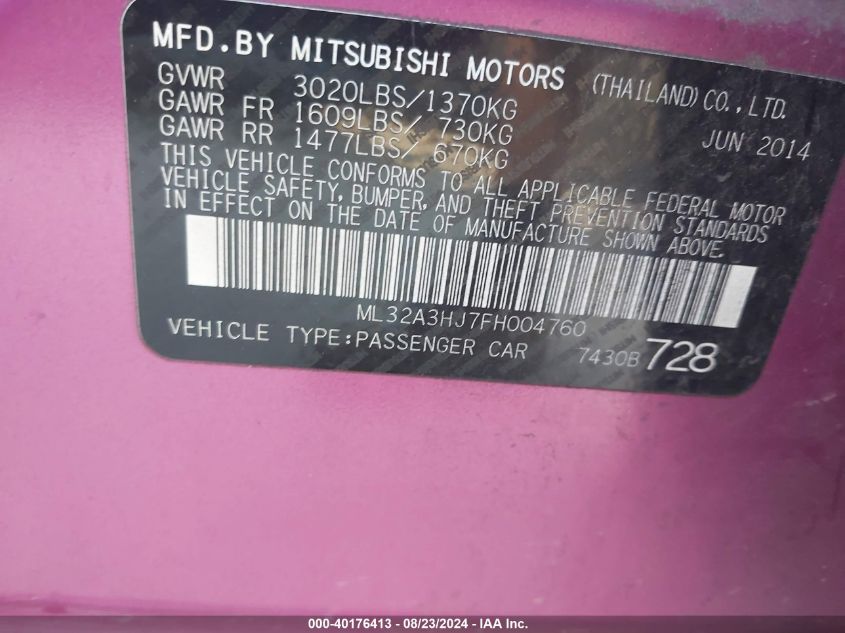 MFD.BY MITSUBISHI MOTORS (THAILAND) CO.,LTD.
GVWR 3020LBS/1370KG JUN 2014
GAWR FR 1609LBS/ 730KG
GAWR RR 1477LBS/ 670KG
THIS VEHICLE CONFORMS TO ALL APPLICABLE FEDERAL MOTOR
VEHICLE SAFETY, BUMPER, AND THEFT PREVENTION STANDARDS
IN EFFECT ON THE DATE OF MANUFACTURE SHOWN ABOVE.
ML32A3HJ7FH004760
VEHICLE TYPE:PASSENGER CAR 7430B 728
000-40176413 - 08/23/2024 - IAA Inc.